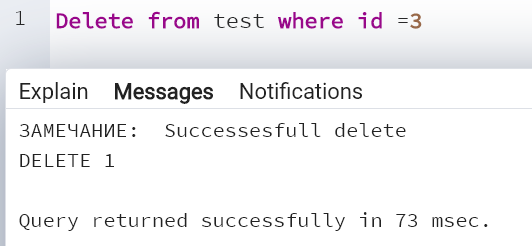 1 Delete from test where id =3
Explain Messages Notifications
ЗАМЕЧАНИЕ:  Successesfull delete
DELETE 1
Query returned successfully in 73 msec.